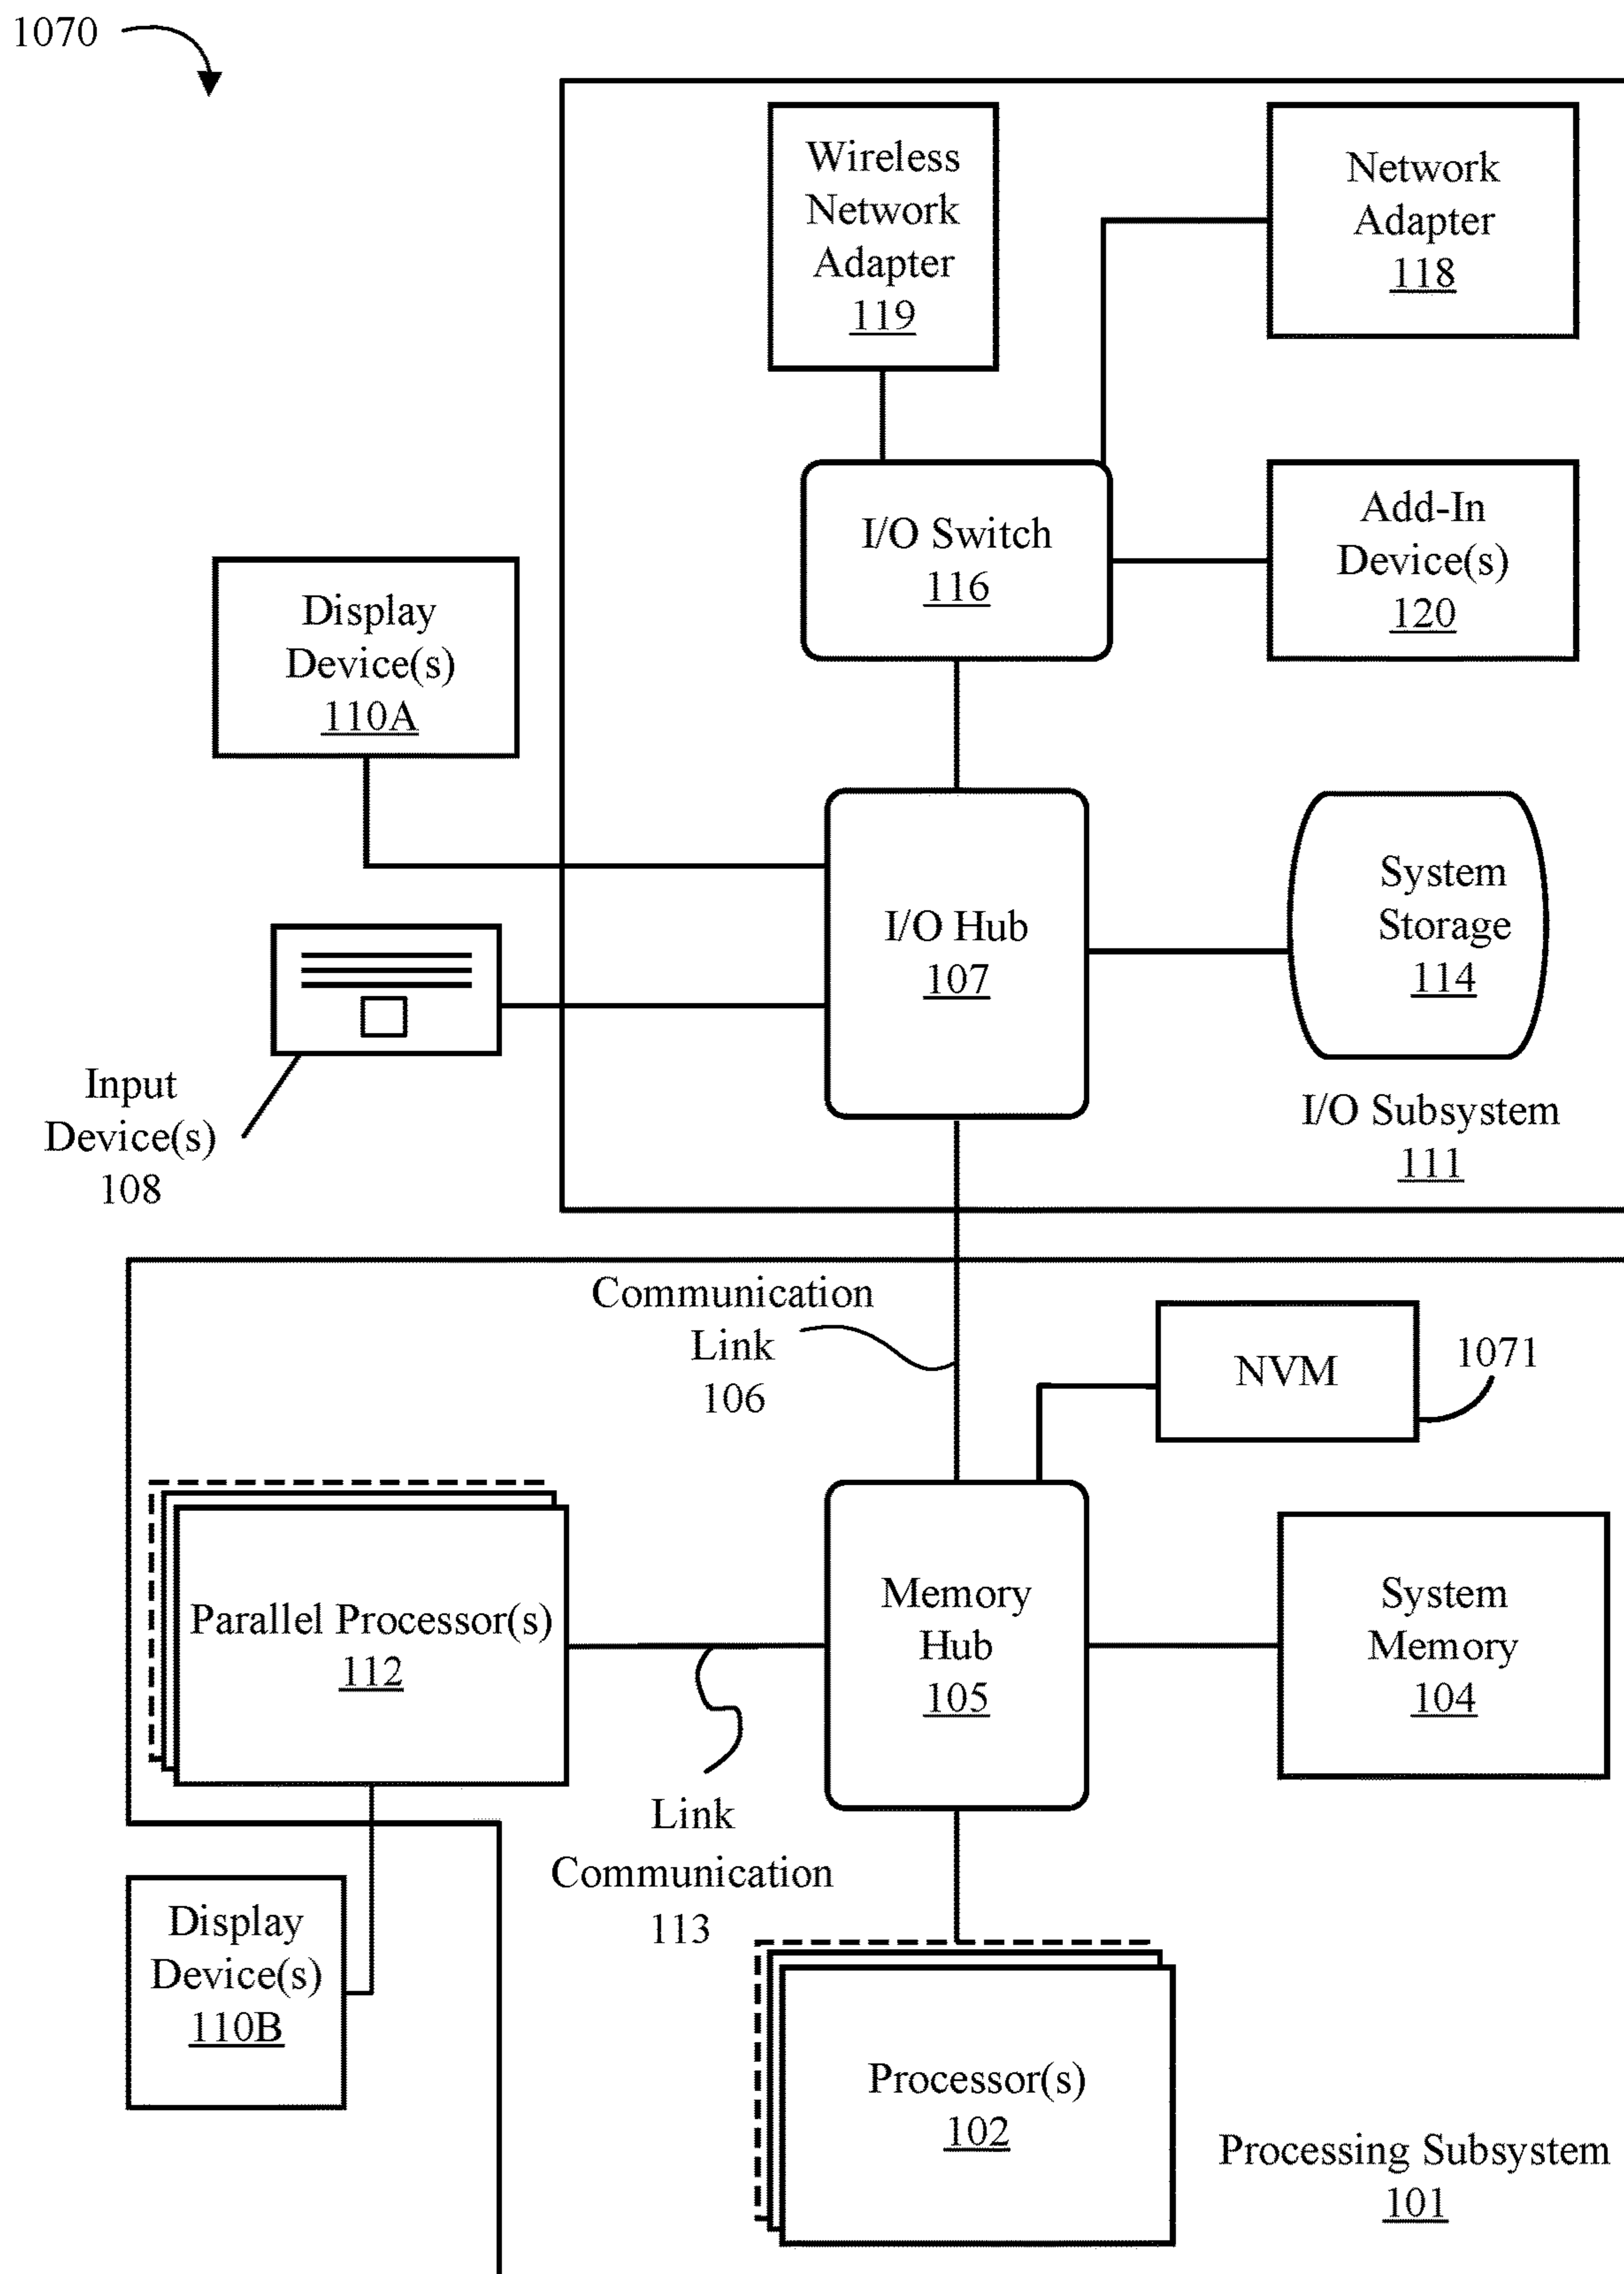 1070
Wireless
Network
Adapter
119
Network
Adapter
118
I/O Switch
116
Add-In
Device(s)
120
Display
Device(s)
110A
I/O Hub
107
System
Storage
114
Input
Device(s)
108
I/O Subsystem
111
Communication
Link
106
NVM
1071
Parallel Processor(s)
112
Memory
Hub
105
System
Memory
104
Link
Communication
113
Display
Device(s)
110B
Processor(s)
102
Processing Subsystem
101